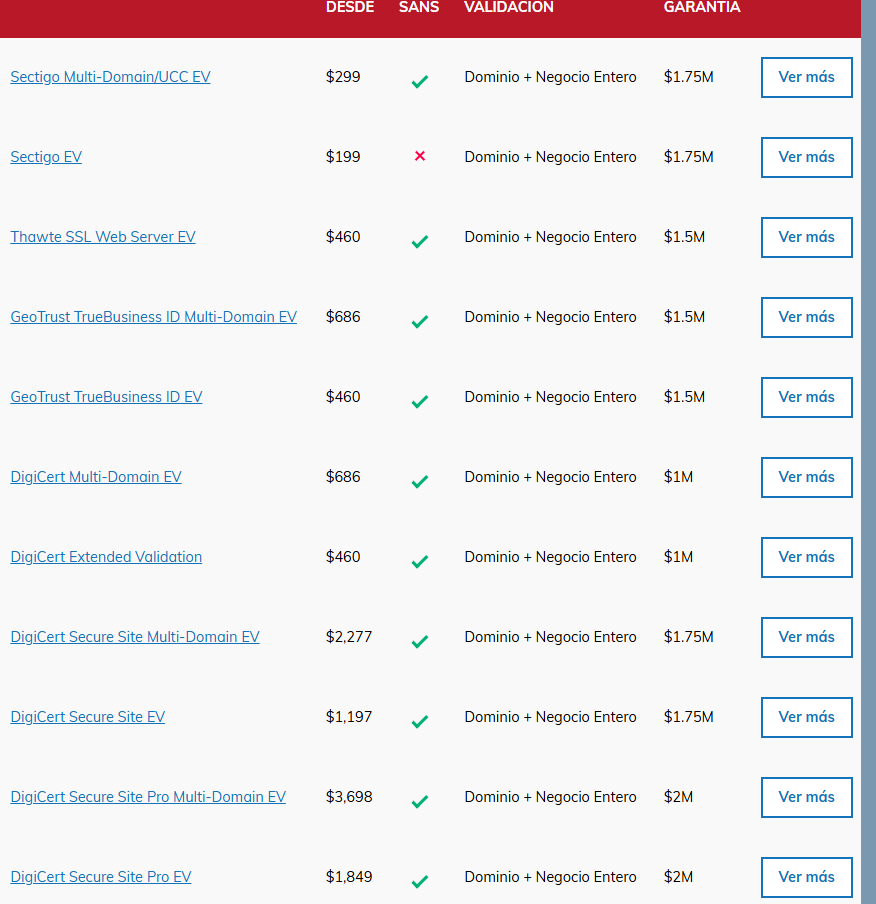 DESDE SANS VALIDACIÓN GARANTÍA
Sectigo Multi-Domain/UCC EV $299 Dominio + Negocio Entero $1.75M Ver más
Sectigo EV $199 Dominio + Negocio Entero $1.75M Ver más
Thawte SSL Web Server EV $460 Dominio + Negocio Entero $1.5M Ver más
GeoTrust TrueBusiness ID Multi-Domain EV $686 Dominio + Negocio Entero $1.5M Ver más
GeoTrust TrueBusiness ID EV $460 Dominio + Negocio Entero $1.5M Ver más
DigiCert Multi-Domain EV $686 Dominio + Negocio Entero $1M Ver más
DigiCert Extended Validation $460 Dominio + Negocio Entero $1M Ver más
DigiCert Secure Site Multi-Domain EV $2,277 Dominio + Negocio Entero $1.75M Ver más
DigiCert Secure Site EV $1,197 Dominio + Negocio Entero $1.75M Ver más
DigiCert Secure Site Pro Multi-Domain EV $3,698 Dominio + Negocio Entero $2M Ver más
DigiCert Secure Site Pro EV $1,849 Dominio + Negocio Entero $2M Ver más